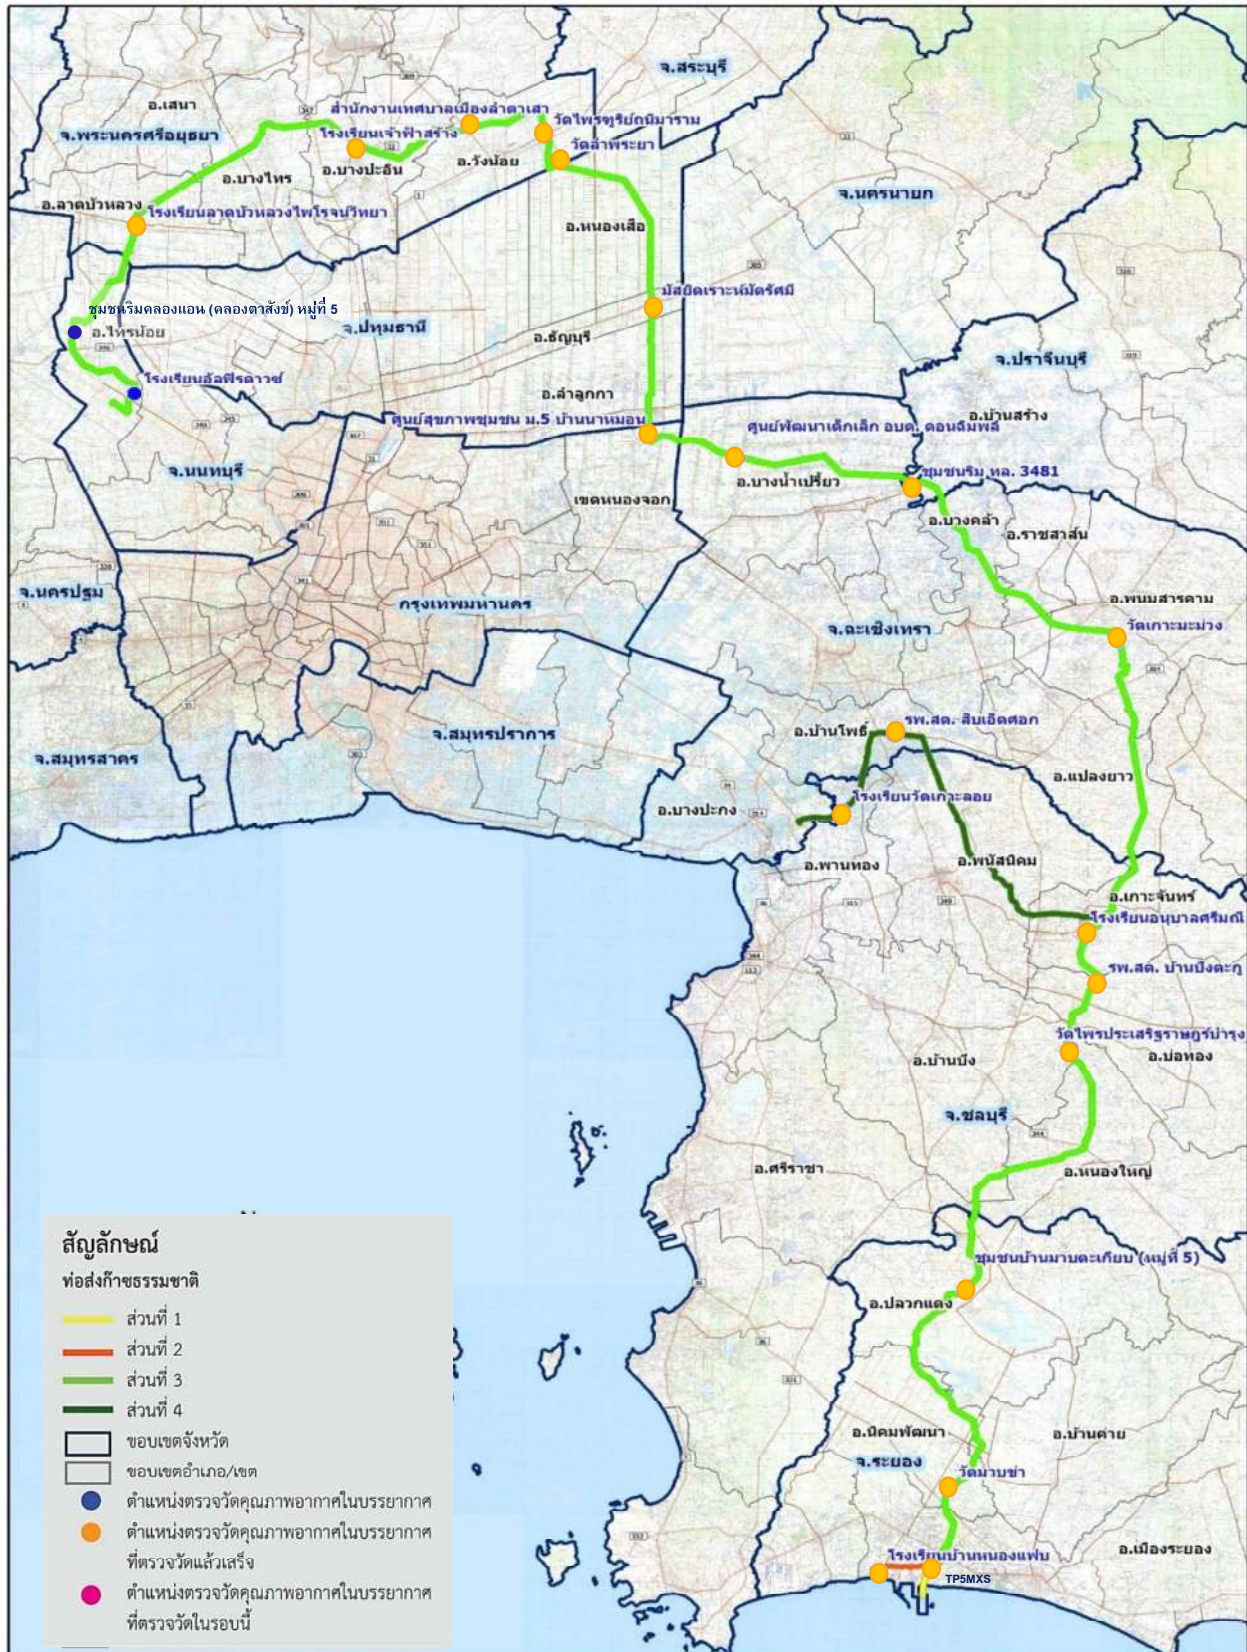 จ.สระบุรี
อ.เสนา
สำนักงานเทศบาลเมืองลำตาเสา
จ.พระนครศรีอยุธยา
โรงเรียนเจ้าฟ้าสร้าง
วัดไพฑูริย์ถนิมาราม
วัดลำพระยา
อ.วังน้อย
อ.บางปะอิน
อ.บางไทร
จ.นครนายก
อ.ลาดบัวหลวง
โรงเรียนลาดบัวหลวงไพโรจน์วิทยา
อ.หนองเสือ
มัสยิดเราะห์มัตรัศมี
ชุมชนริมคลองแอน (คลองตาสังข์) หมู่ที่ 5
อ.ไทรน้อย
จ.ปทุมธานี
อ.ธัญบุรี
จ.ปราจีนบุรี
โรงเรียนอัลฟิรดาวซ์
อ.ลำลูกกา
ศูนย์สุขภาพชุมชน ม.5 บ้านนาหมอน
อ.บ้านสร้าง
ศูนย์พัฒนาเด็กเล็ก อบต. ดอนฉิมพลี
จ.นนทบุรี
ชุมชนริม ทล. 3481
อ.บางน้ำเปรี้ยว
เขตหนองจอก
อ.บางคล้า
อ.ราชสาส์น
จ.นครปฐม
กรุงเทพมหานคร
อ.พนมสารคาม
วัดเกาะมะม่วง
จ.ฉะเชิงเทรา
รพ.สต. สิบเอ็ดศอก
อ.บ้านโพธิ์
จ.สมุทรปราการ
จ.สมุทรสาคร
อ.แปลงยาว
โรงเรียนวัดเกาะลอย
อ.บางปะกง
อ.พานทอง
อ.พนัสนิคม
อ.เกาะจันทร์
โรงเรียนอนุบาลศรีมณี
รพ.สต. บ้านบึงตะกู
วัดไพรประเสริฐราษฎร์บำรุง
อ.บ้านบึง
อ.บ่อทอง
จ.ชลบุรี
อ.ศรีราชา
อ.หนองใหญ่
ชุมชนบ้านมาบตะเกียบ (หมู่ที่ 5)
อ.ปลวกแดง
อ.นิคมพัฒนา
อ.บ้านค่าย
จ.ระยอง
วัดมาบข่า
อ.เมืองระยอง
โรงเรียนบ้านหนองแฟบ
TP5MXS
สัญลักษณ์
ท่อส่งก๊าซธรรมชาติ
ส่วนที่ 1
ส่วนที่ 2
ส่วนที่ 3
ส่วนที่ 4
ขอบเขตจังหวัด
ขอบเขตอำเภอ/เขต
ตำแหน่งตรวจวัดคุณภาพอากาศในบรรยากาศ
ตำแหน่งตรวจวัดคุณภาพอากาศในบรรยากาศ
ที่ตรวจวัดแล้วเสร็จ
ตำแหน่งตรวจวัดคุณภาพอากาศในบรรยากาศ
ที่ตรวจวัดในรอบนี้